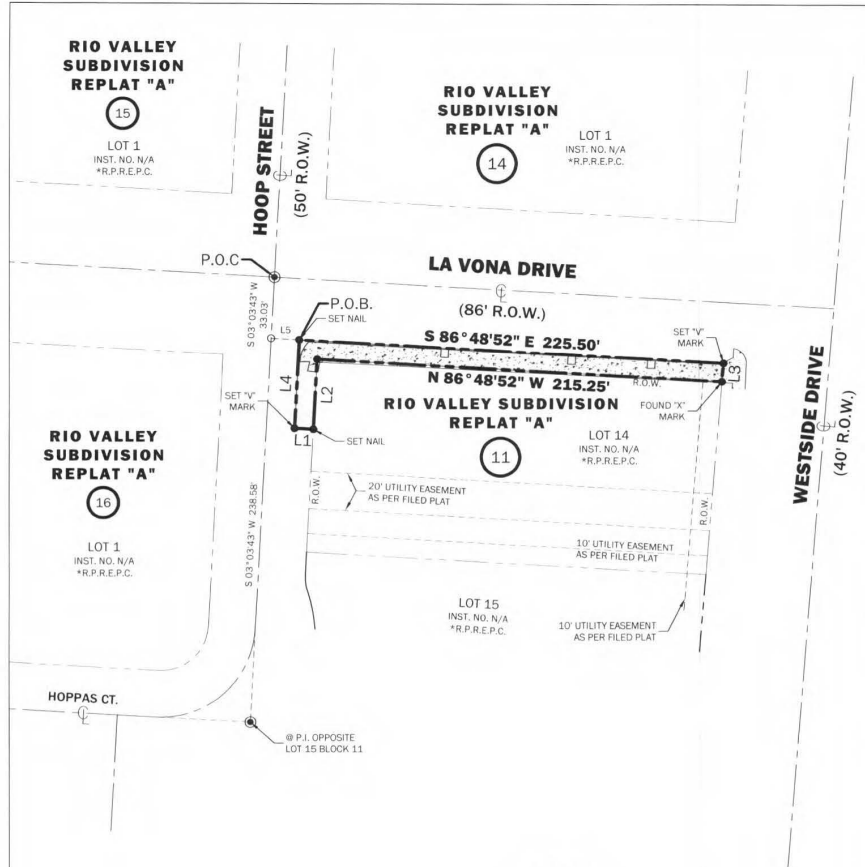 RIO VALLEY
SUBDIVISION
REPLAT "A"
15
LOT 1
INST. NO. N/A
*R.P.R.E.P.C.
HOOP STREET
(50' R.O.W.)
RIO VALLEY
SUBDIVISION
REPLAT "A"
14
LOT 1
INST. NO. N/A
*R.P.R.E.P.C.
P.O.C
LA VONA DRIVE
(86' R.O.W.)
S 03°03'43" W
33.03'
L5
P.O.B.
SET NAIL
S 86°48'52" E 225.50'
SET "V"
MARK
L3
N 86°48'52" W 215.25'
R.O.W.
FOUND "X"
MARK
WESTSIDE DRIVE
(40' R.O.W.)
L4
L2
SET "V"
MARK
L1
SET NAIL
RIO VALLEY SUBDIVISION
REPLAT "A"
11
LOT 14
INST. NO. N/A
*R.P.R.E.P.C.
RIO VALLEY
SUBDIVISION
REPLAT "A"
16
LOT 1
INST. NO. N/A
*R.P.R.E.P.C.
S 03°03'43" W 238.58'
R.O.W.
20' UTILITY EASEMENT
AS PER FILED PLAT
R.O.W.
10' UTILITY EASEMENT
AS PER FILED PLAT
LOT 15
INST. NO. N/A
*R.P.R.E.P.C.
10' UTILITY EASEMENT
AS PER FILED PLAT
HOPPAS CT.
@ P.I. OPPOSITE
LOT 15 BLOCK 11